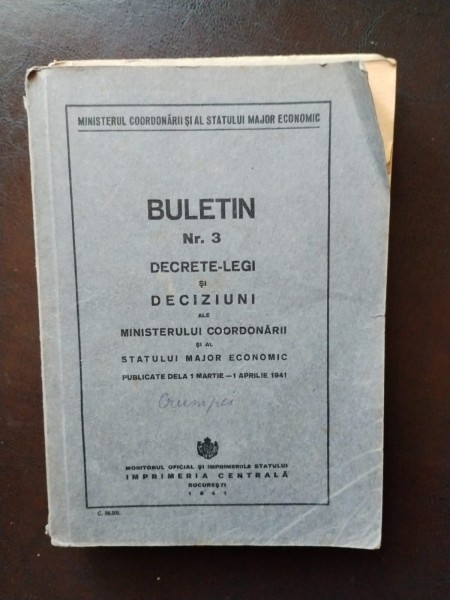 MINISTERUL COORDONĂRII ȘI AL STATULUI MAJOR ECONOMIC
BULETIN
Nr. 3
DECRETE-LEGI
ȘI
DECIZIUNI
ALE
MINISTERULUI COORDONĂRII
ȘI AL
STATULUI MAJOR ECONOMIC
PUBLICATE DELA 1 MARTIE — 1 APRILIE 1941
MONITORUL OFICIAL ȘI IMPRIMERIILE STATULUI
IMPRIMERIA CENTRALĂ
BUCUREȘTI
1941